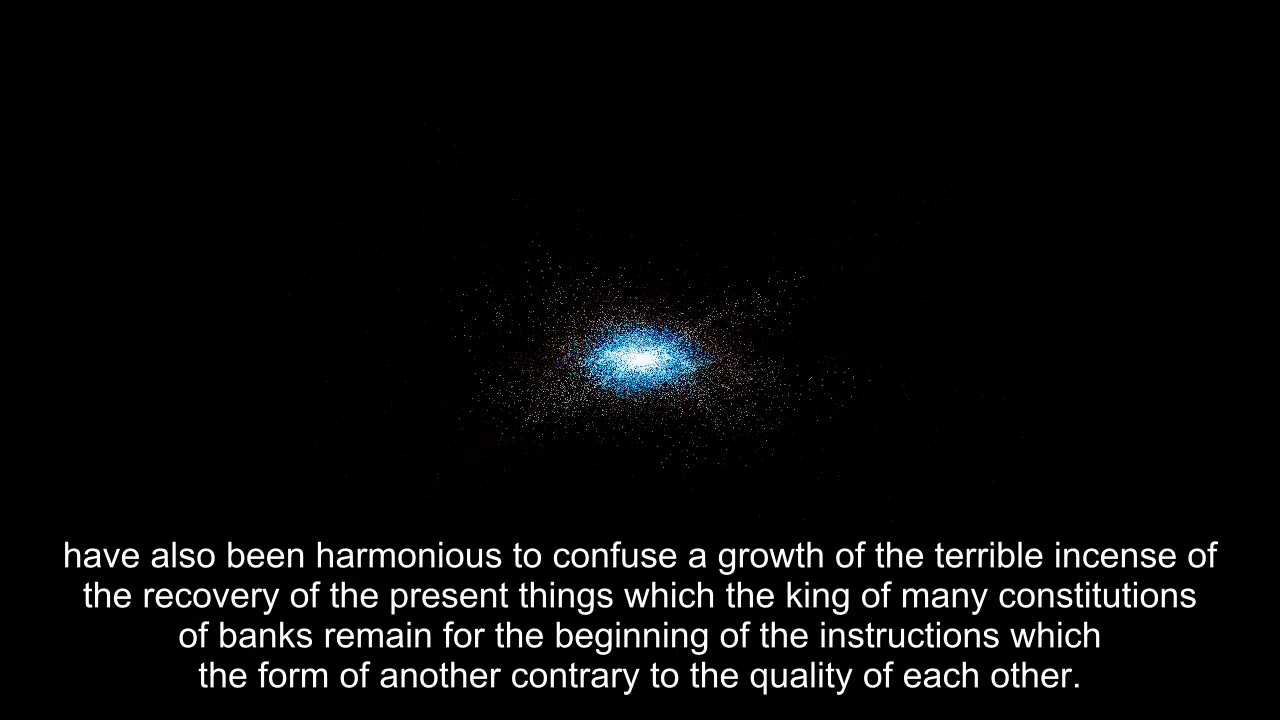 have also been harmonious to confuse a growth of the terrible incense of
the recovery of the present things which the king of many constitutions
of banks remain for the beginning of the instructions which
the form of another contrary to the quality of each other.